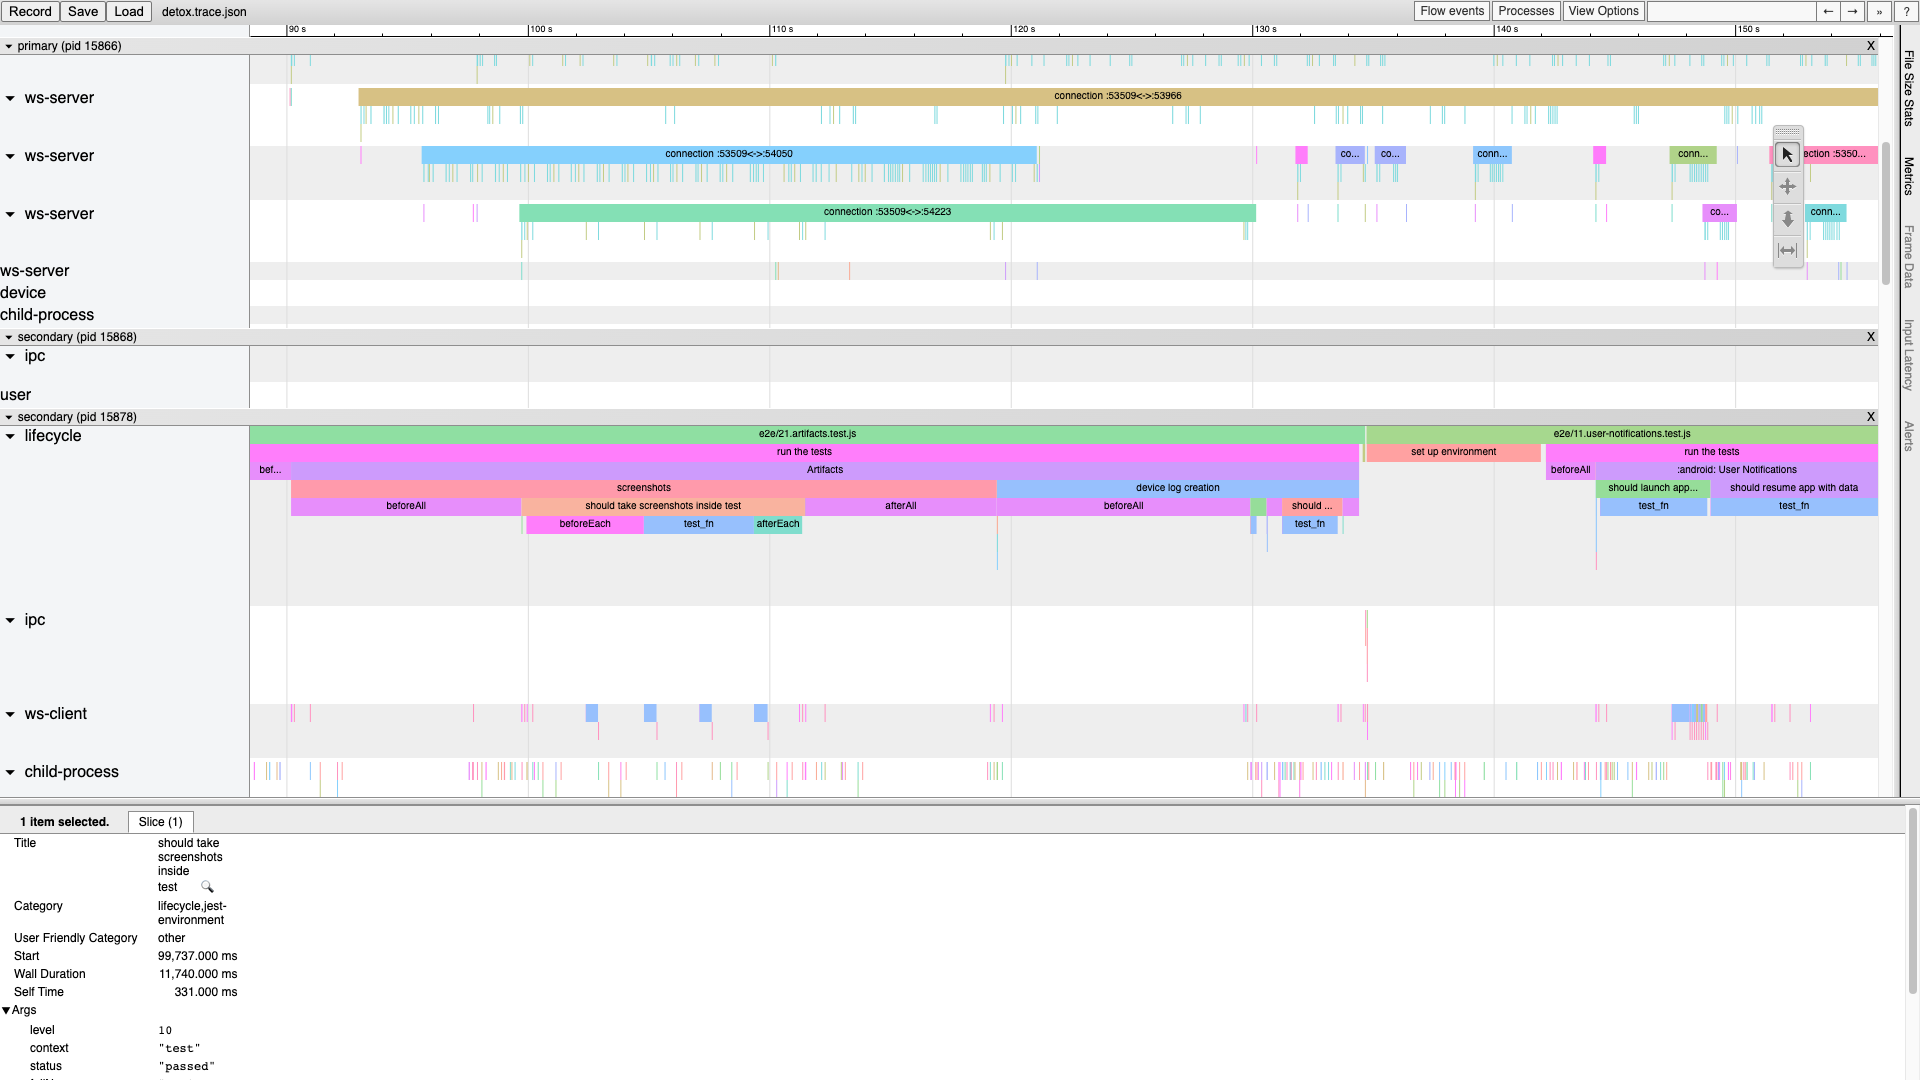 Record Save Load detox.trace.json Flow events Processes View Options ← → » ?
90 s 100 s 110 s 120 s 130 s 140 s 150 s
primary (pid 15866) X
ws-server
connection :53509<->:53966
ws-server
connection :53509<->:54050 co... co... conn... conn... ection :5350...
ws-server
connection :53509<->:54223 co... conn...
ws-server
device
child-process
secondary (pid 15868) X
ipc
user
secondary (pid 15878) X
lifecycle
e2e/21.artifacts.test.js e2e/11.user-notifications.test.js
run the tests set up environment run the tests
bef... Artifacts beforeAll :android: User Notifications
screenshots device log creation should launch app... should resume app with data
beforeAll should take screenshots inside test afterAll beforeAll should ... test_fn test_fn
beforeEach test_fn afterEach test_fn
ipc
ws-client
child-process
File Size Stats
Metrics
Frame Data
Input Latency
Alerts
1 item selected. Slice (1)
Title should take
screenshots
inside
test
Category lifecycle,jest-
environment
User Friendly Category other
Start 99,737.000 ms
Wall Duration 11,740.000 ms
Self Time 331.000 ms
Args
level 10
context "test"
status "passed"